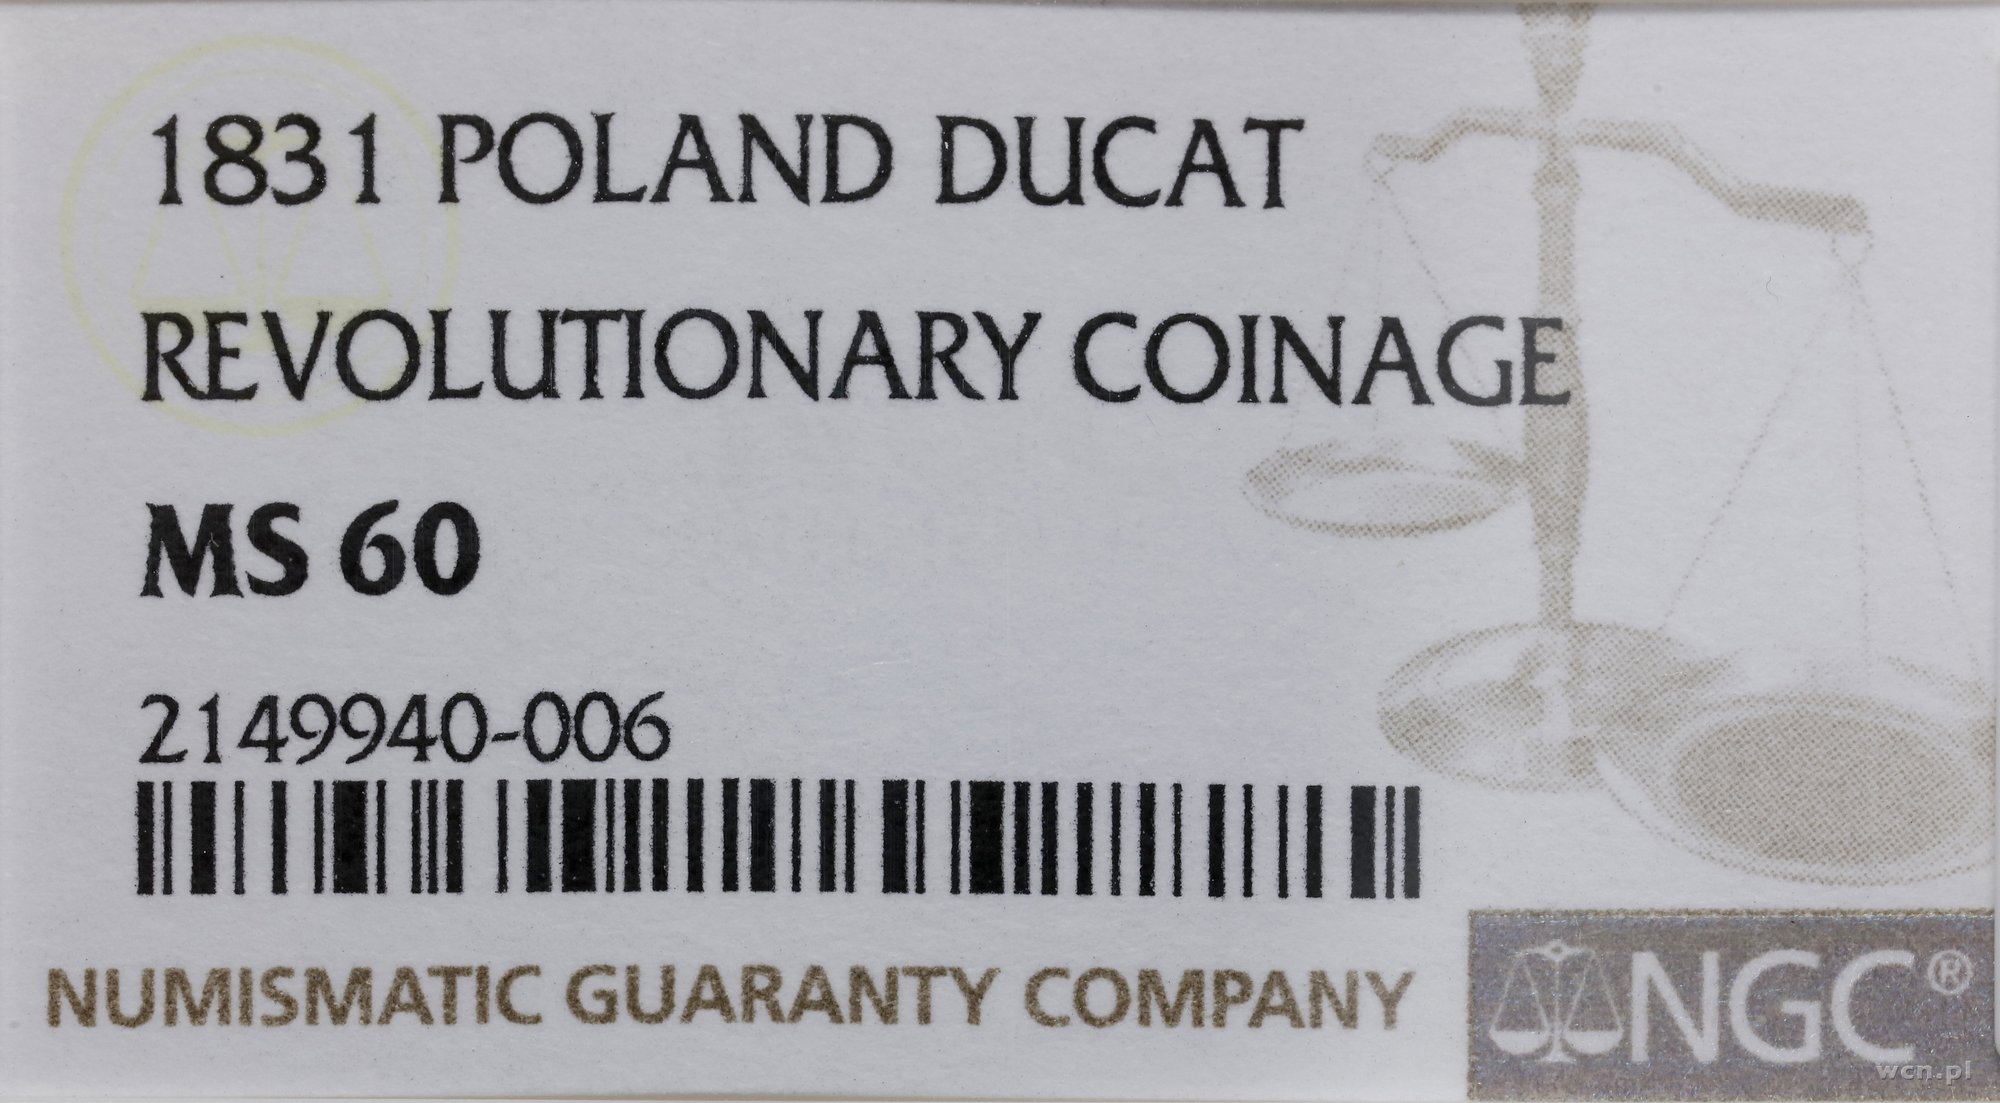 1831 POLAND DUCAT
REVOLUTIONARY COINAGE
MS 60
2149940-006
NUMISMATIC GUARANTY COMPANY
NGC®
wcn.pl